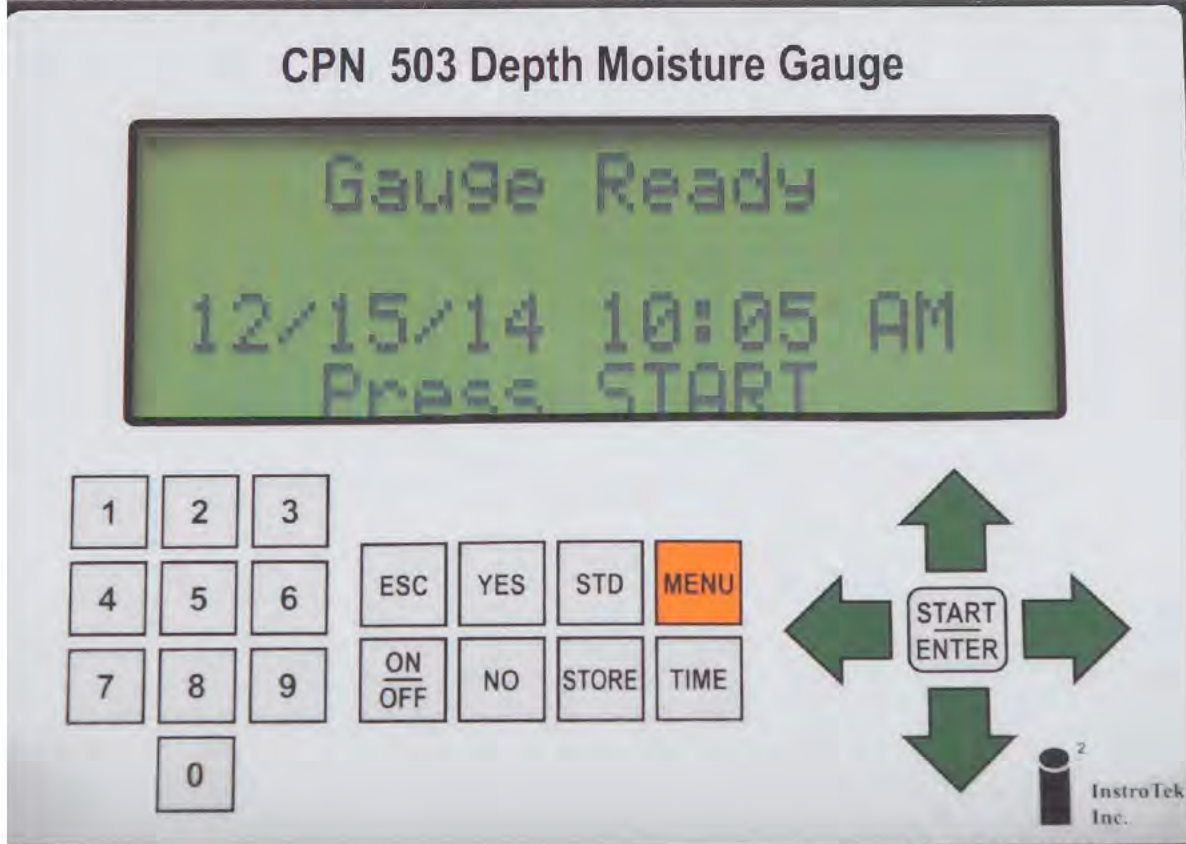 CPN 503 Depth Moisture Gauge
Gauge Ready
12/15/14 10:05 AM
Press START
1 2 3
4 5 6
7 8 9
0
ESC YES STD MENU
ON
OFF
NO STORE TIME
START
ENTER
2
InstroTek
Inc.